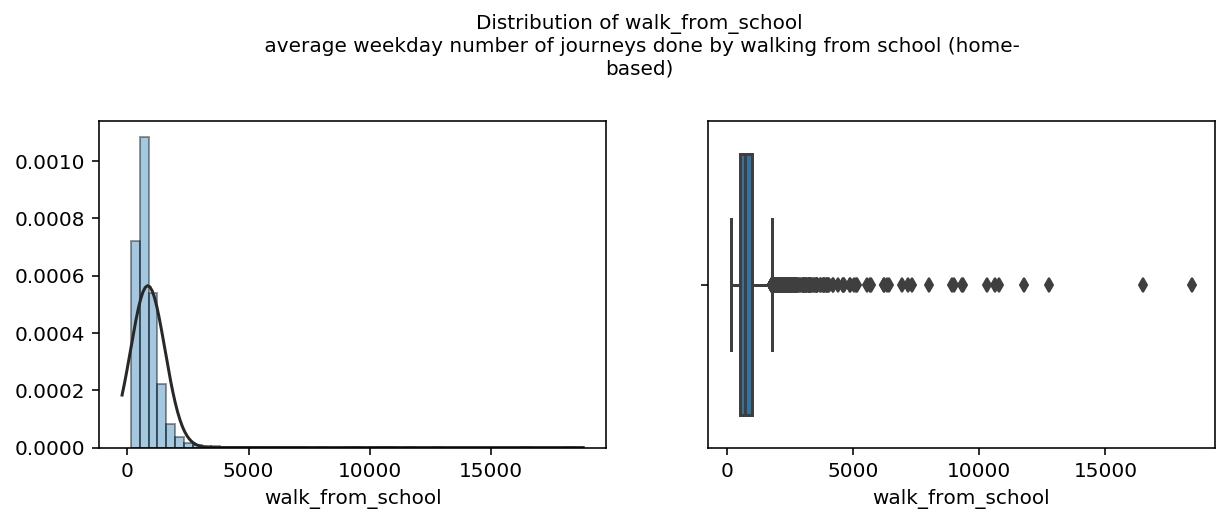 Distribution of walk_from_school
average weekday number of journeys done by walking from school (home-
based)
0.0010
0.0008
0.0006
0.0004
0.0002
0.0000
0 5000 10000 15000
walk_from_school
0 5000 10000 15000
walk_from_school